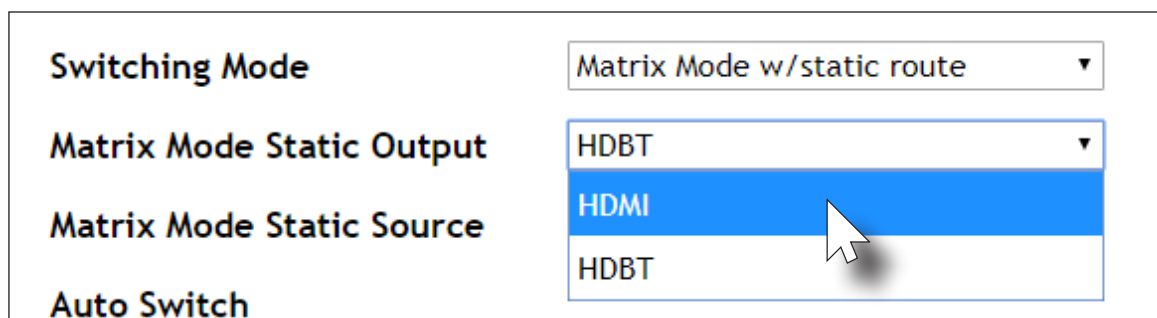 Switching Mode
Matrix Mode w/static route
Matrix Mode Static Output
HDBT
HDMI
Matrix Mode Static Source
HDBT
Auto Switch